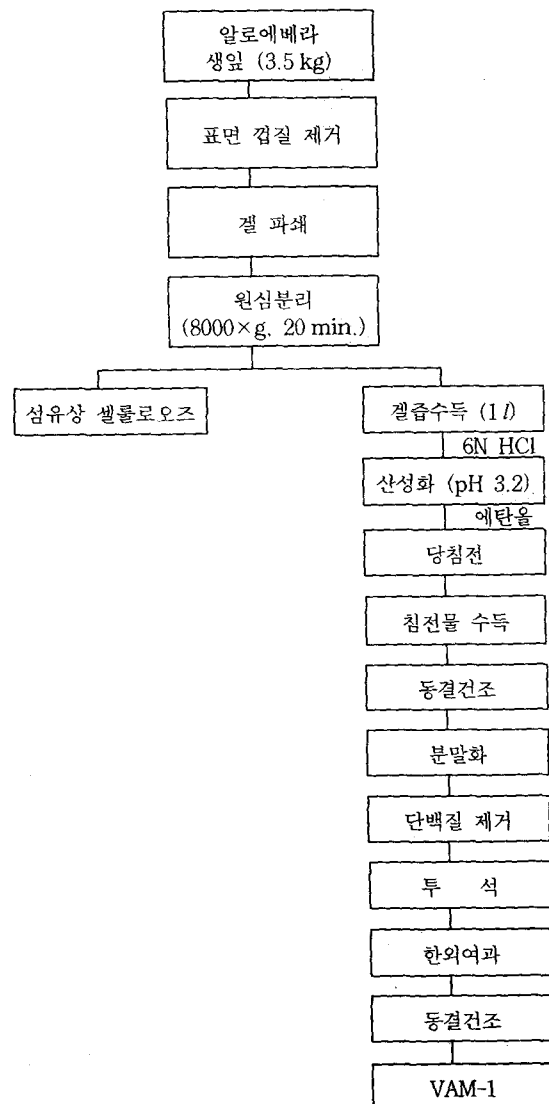 알로에베라
생잎 (3.5 kg)
표면 껍질 제거
겔 파쇄
원심분리
(8000×g, 20 min.)
섬유상 셀룰로오즈
겔즙수득 (1 l)
6N HCl
산성화 (pH 3.2)
에탄올
당침전
침전물 수득
동결건조
분말화
단백질 제거
투 석
한외여과
동결건조
VAM-1